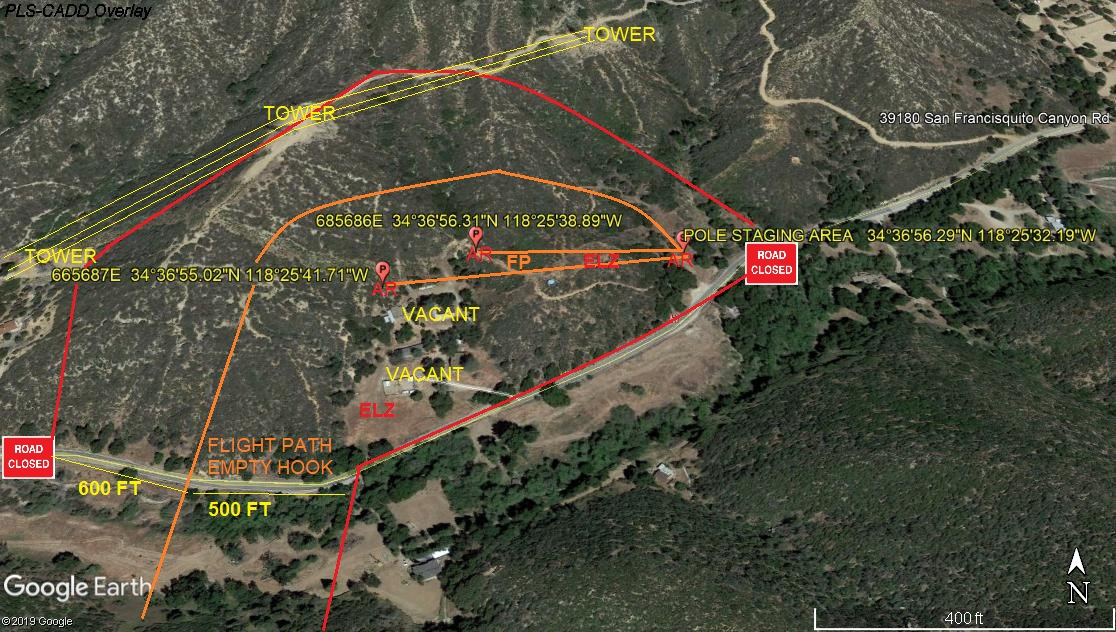 PLS-CADD Overlay
TOWER
TOWER
39180 San Francisquito Canyon Rd
685686E 34°36'56.31"N 118°25'38.89"W
P
POLE STAGING AREA 34°36'56.29"N 118°25'32.19"W
AR
FP
ELZ
AR
TOWER
ROAD
CLOSED
665687E 34°36'55.02"N 118°25'41.71"W
P
AR
VACANT
VACANT
ELZ
FLIGHT PATH
EMPTY HOOK
ROAD
CLOSED
600 FT
500 FT
Google Earth
N
©2019 Google
400 ft